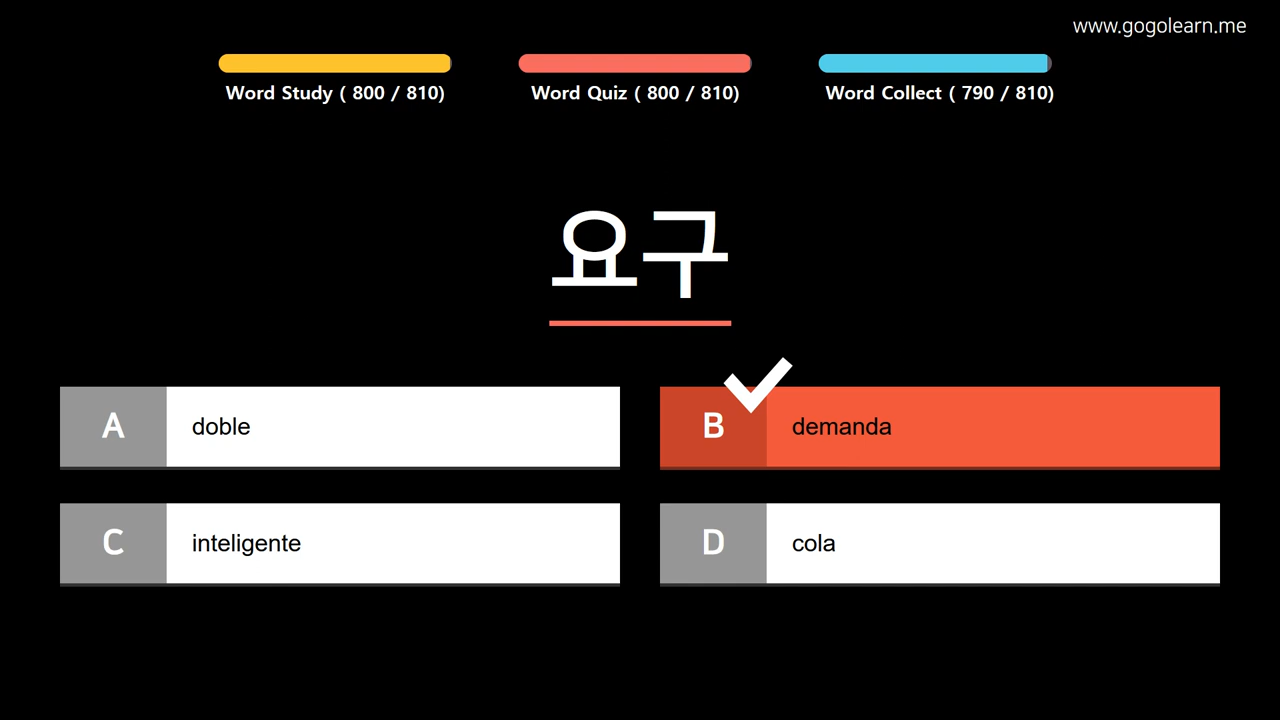 www.gogolearn.me
Word Study ( 800 / 810)
Word Quiz ( 800 / 810)
Word Collect ( 790 / 810)
요구
A doble
B demanda
C inteligente
D cola